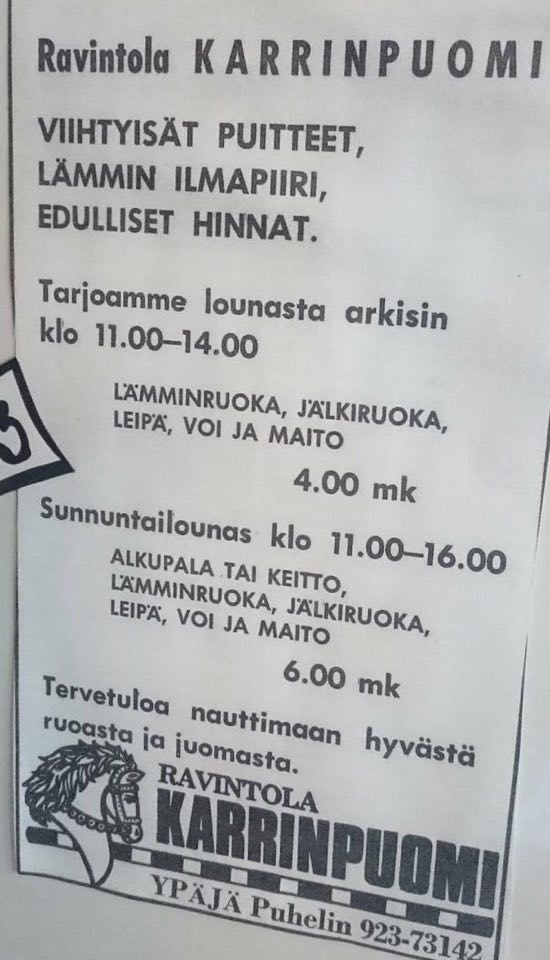 Ravintola KARRINPUOMI
VIIHTYISÄT PUITTEET,
LÄMMIN ILMAPIIRI,
EDULLISET HINNAT.
Tarjoamme lounasta arkisin
klo 11.00–14.00
LÄMMINRUOKA, JÄLKIRUOKA,
LEIPÄ, VOI JA MAITO
4.00 mk
Sunnuntailounas klo 11.00–16.00
ALKUPALA TAI KEITTO,
LÄMMINRUOKA, JÄLKIRUOKA,
LEIPÄ, VOI JA MAITO
6.00 mk
Tervetuloa nauttimaan hyvästä
ruoasta ja juomasta.
RAVINTOLA
KARRINPUOMI
YPÄJÄ Puhelin 923-73142